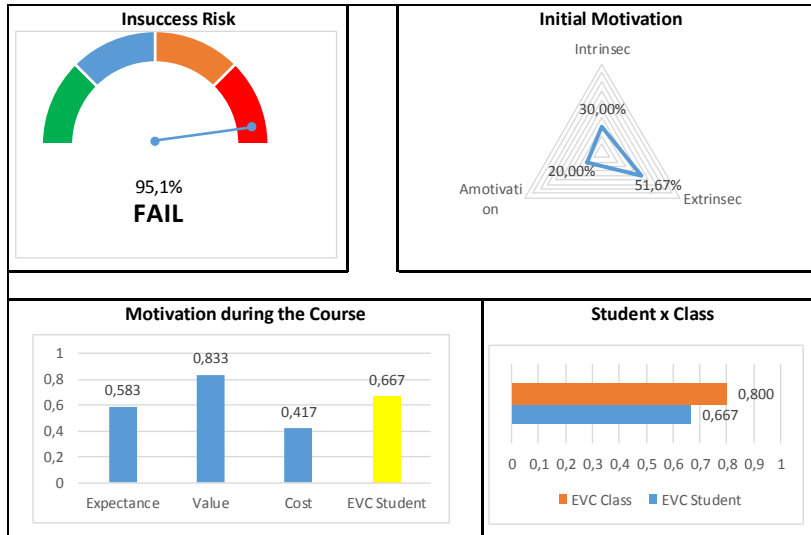 Insuccess Risk
95,1%
FAIL
Initial Motivation
Intrinsec
30,00%
20,00%
51,67%
Amotivati
on
Extrinsec
Motivation during the Course
1
0,8
0,6
0,4
0,2
0
0,583
0,833
0,417
0,667
Expectance Value Cost EVC Student
Student x Class
0,800
0,667
0 0,1 0,2 0,3 0,4 0,5 0,6 0,7 0,8 0,9 1
EVC Class EVC Student